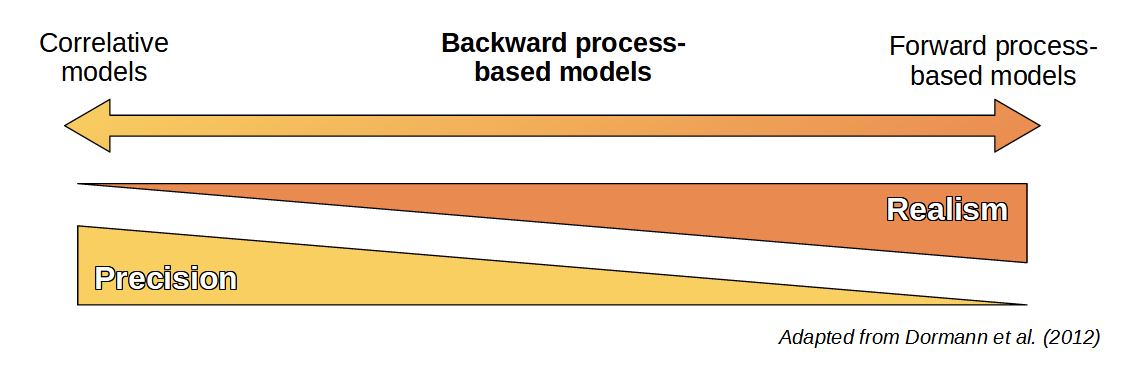 Correlative
models
Backward process-
based models
Forward process-
based models
Realism
Precision
Adapted from Dormann et al. (2012)